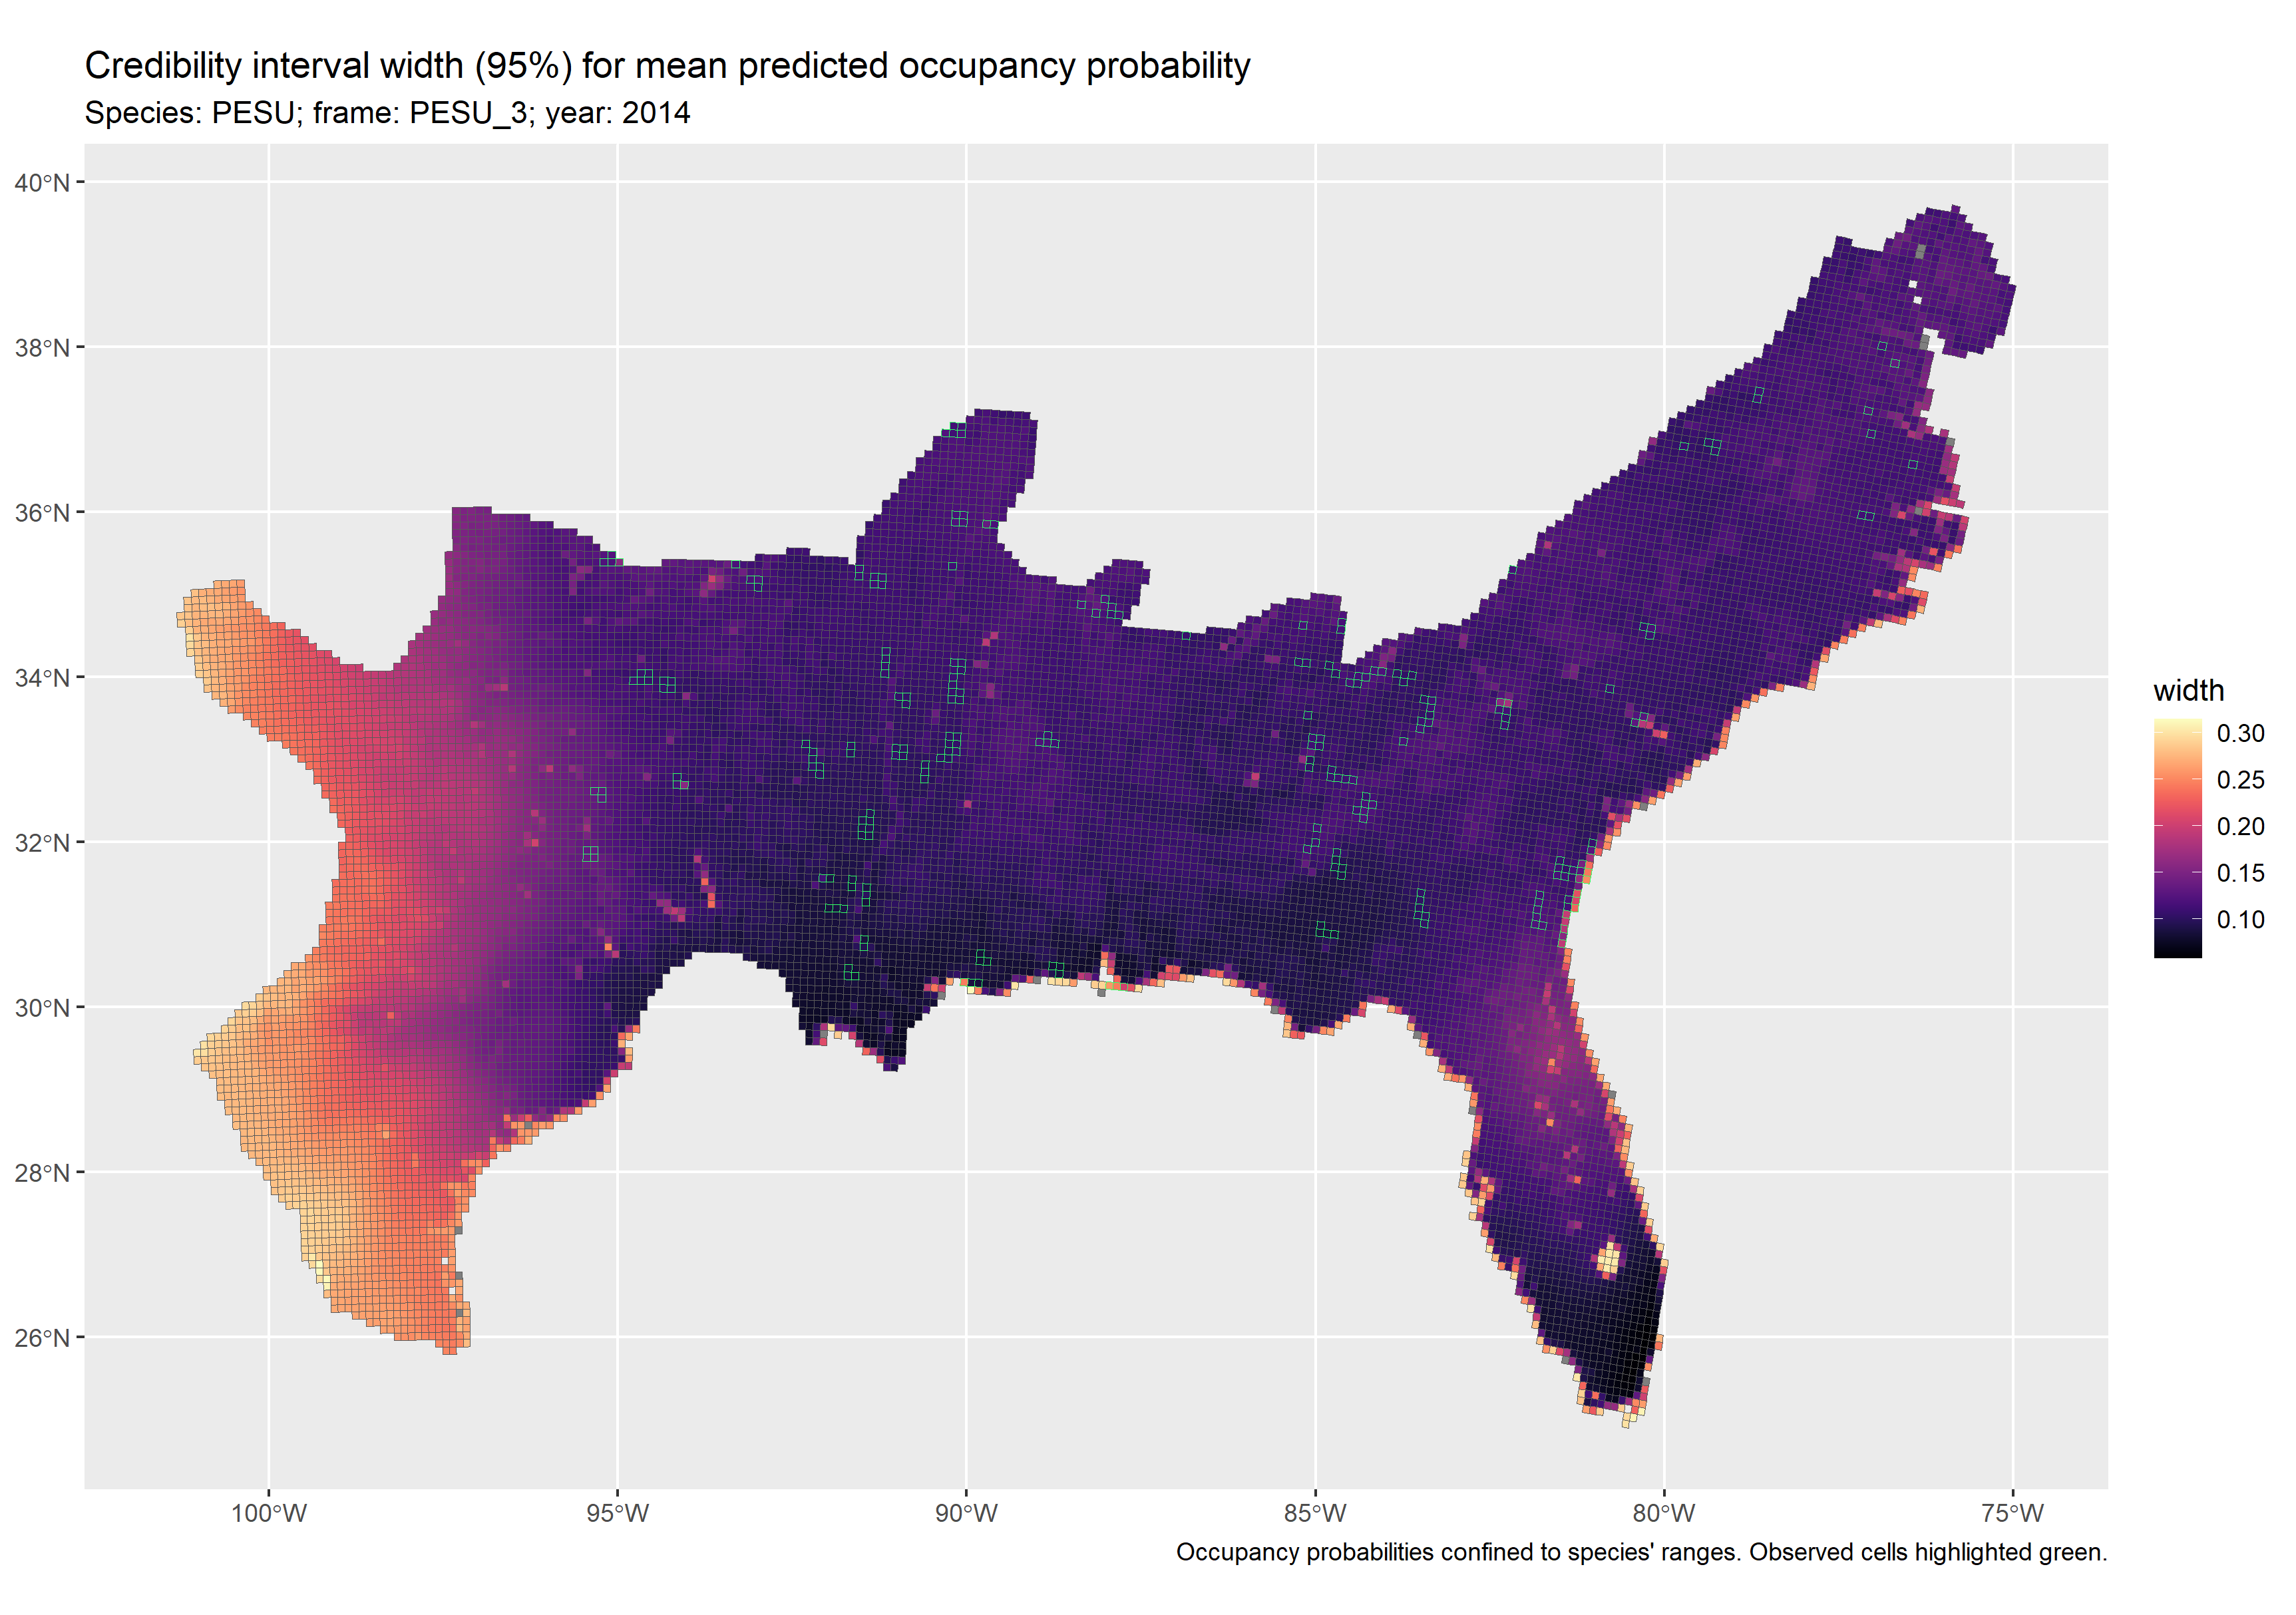 Credibility interval width (95%) for mean predicted occupancy probability
Species: PESU; frame: PESU_3; year: 2014
40°N
38°N
36°N
34°N
32°N
30°N
28°N
26°N
100°W
95°W
90°W
85°W
80°W
75°W
width
0.30
0.25
0.20
0.15
0.10
Occupancy probabilities confined to species' ranges. Observed cells highlighted green.